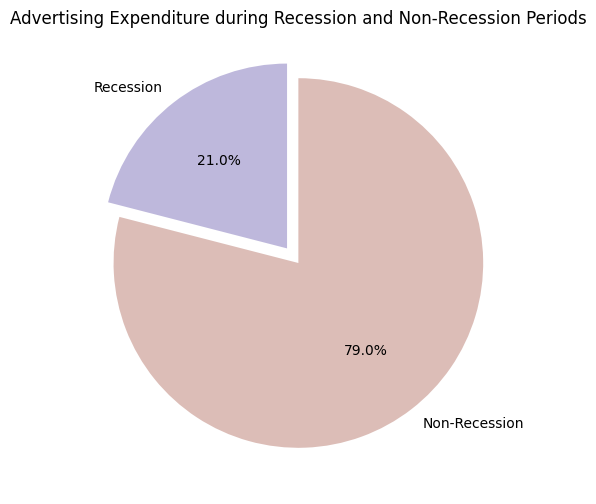 Advertising Expenditure during Recession and Non-Recession Periods
Recession
21.0%
79.0%
Non-Recession